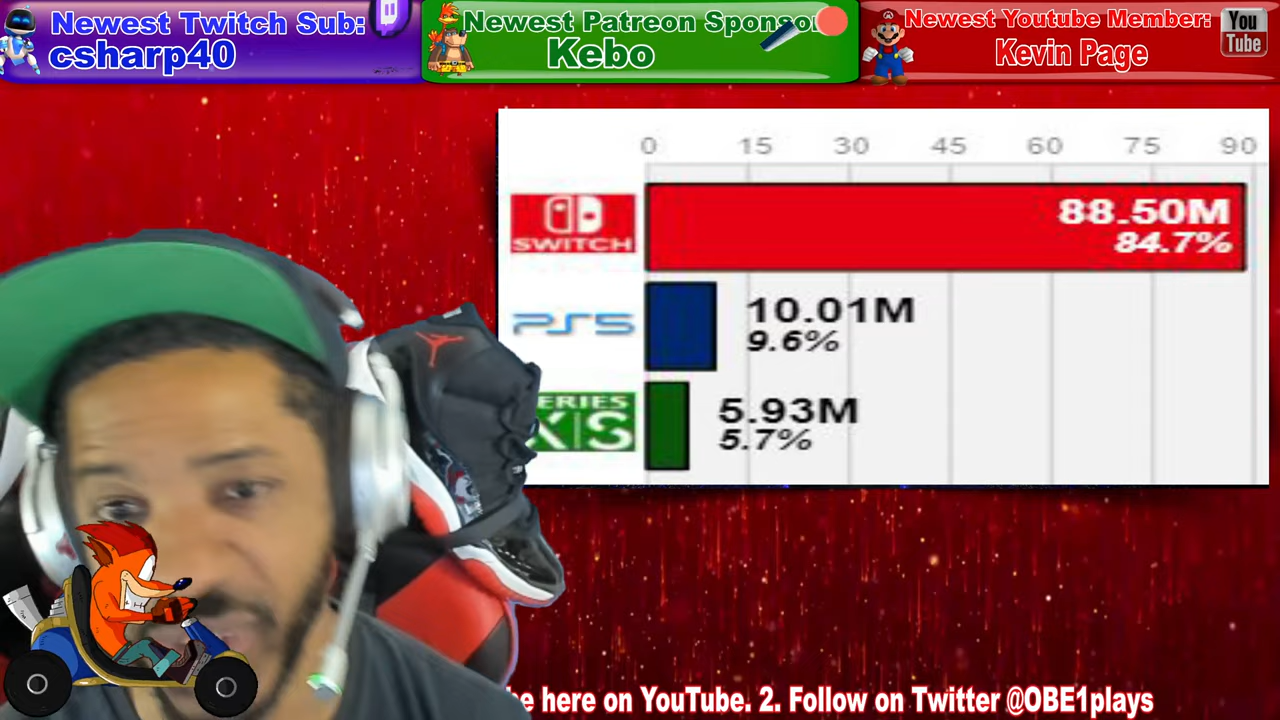 Newest Twitch Sub:
csharp40
Newest Patreon Sponsor
Kebo
Newest Youtube Member:
Kevin Page
You
Tube
0 15 30 45 60 75 90
SWITCH
88.50M
84.7%
PS5
10.01M
9.6%
ERIES
X|S
5.93M
5.7%
e here on YouTube. 2. Follow on Twitter @OBE1plays